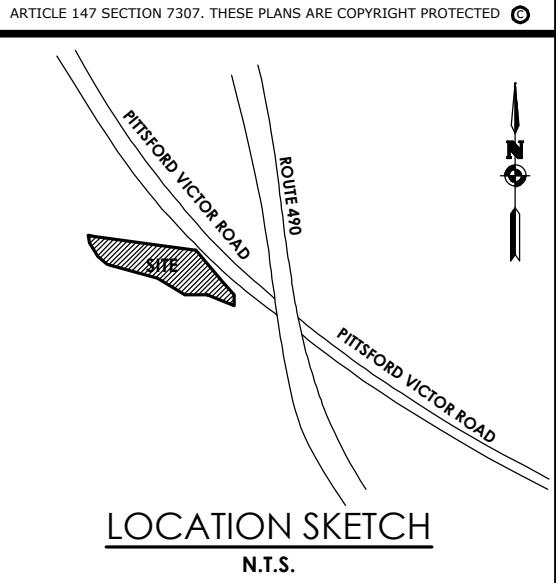 ARTICLE 147 SECTION 7307. THESE PLANS ARE COPYRIGHT PROTECTED ©
PITTSFORD VICTOR ROAD
ROUTE 490
N
SITE
PITTSFORD VICTOR ROAD
LOCATION SKETCH
N.T.S.